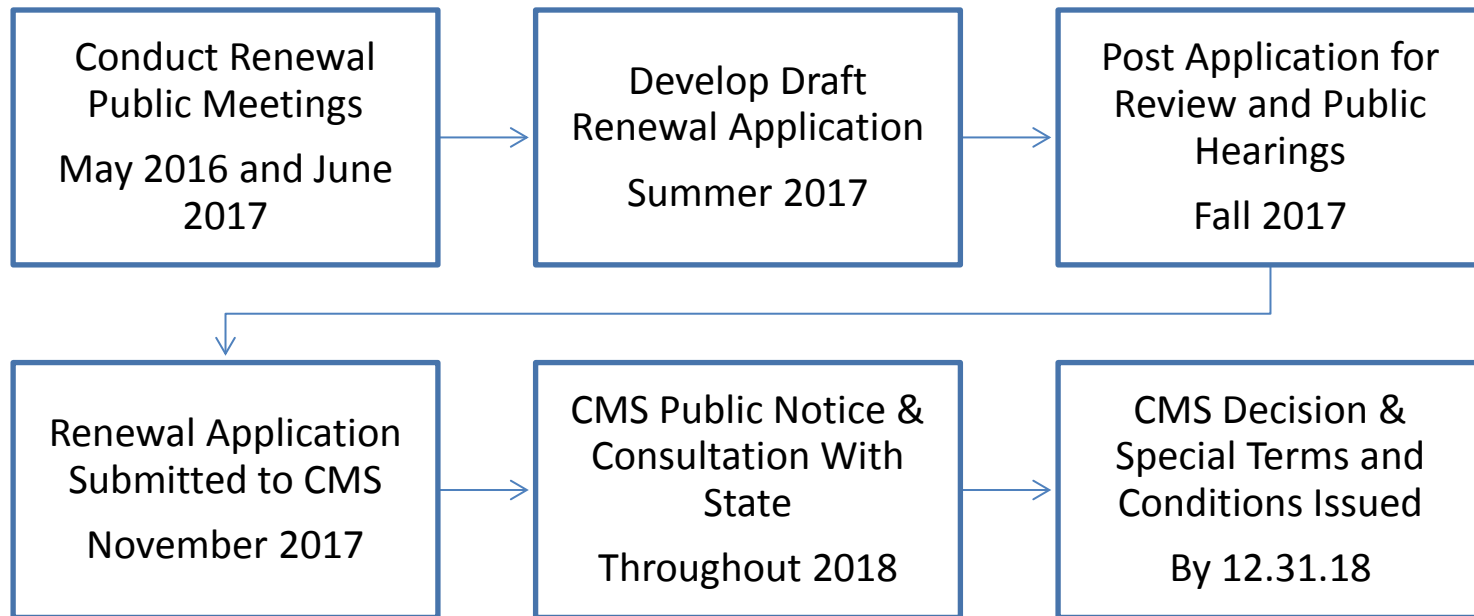 Conduct Renewal
Public Meetings
May 2016 and June
2017
Develop Draft
Renewal Application
Summer 2017
Post Application for
Review and Public
Hearings
Fall 2017
Renewal Application
Submitted to CMS
November 2017
CMS Public Notice &
Consultation With
State
Throughout 2018
CMS Decision &
Special Terms and
Conditions Issued
By 12.31.18